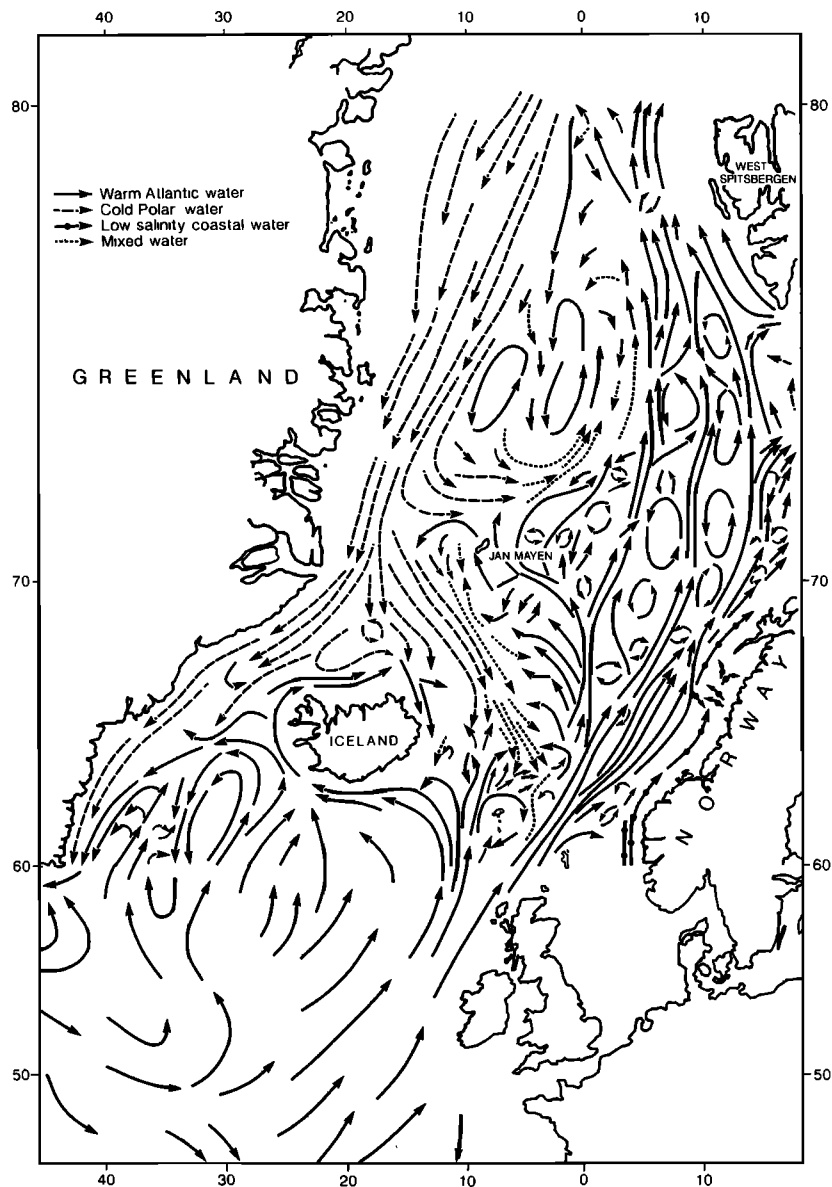 40 30 20 10 0 10
80 80
WEST
SPITSBERGEN
Warm Atlantic water
Cold Polar water
Low salinity coastal water
Mixed water
GREENLAND
JAN MAYEN
70 70
ICELAND
NORWAY
60 60
50 50
40 30 20 10 0 10